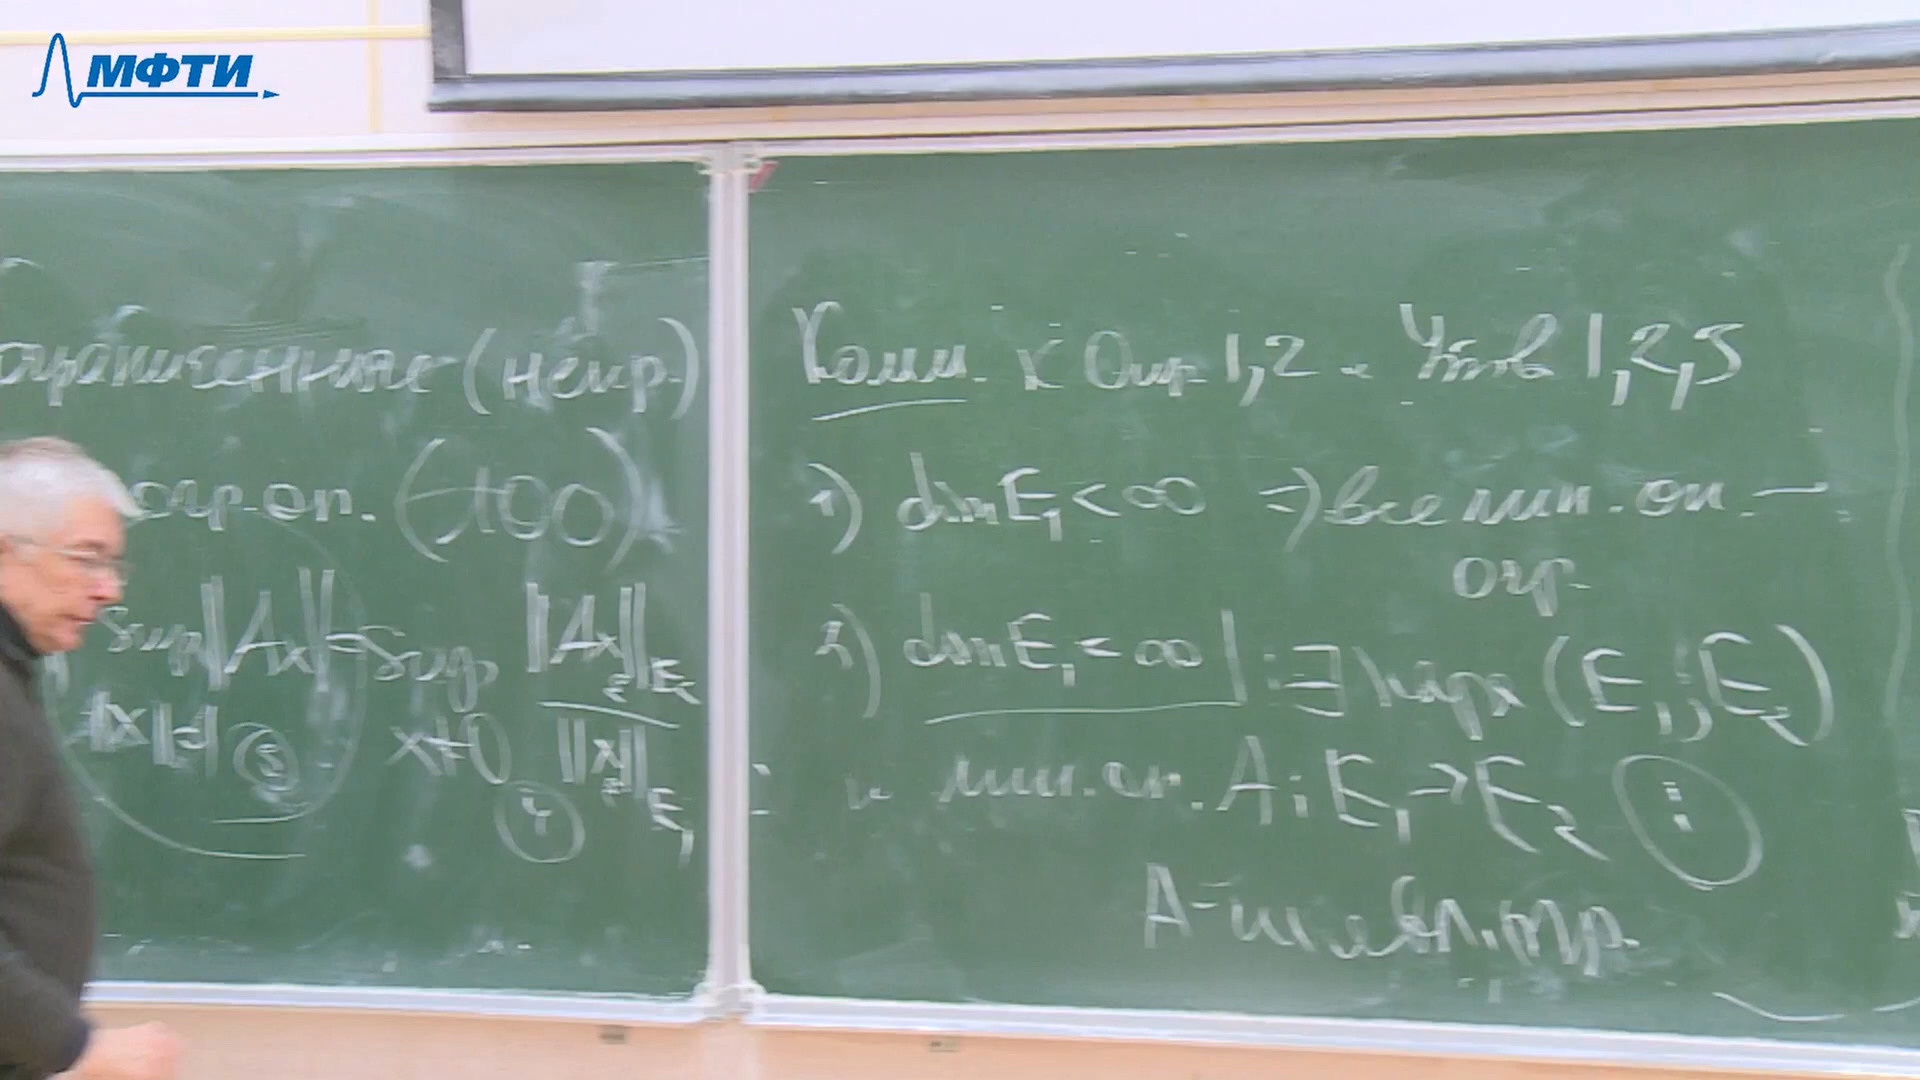 МФТИ
ограниченные (непр.)
огр. оп. (+∞)
sup ||Ax|| = sup ||Ax||E₂
||x||=1 ③ x≠0 ④ ||x||E₁
Комм. к Опр. 1,2 и Утв 1,2,3
1) dim E₁ < ∞ ⇒ все лин. оп. —
огр.
2) dim E₁ = ∞ : ∃ пара (E₁; E₂)
и лин. оп. A : E₁ → E₂ :
A - не явл. огр.